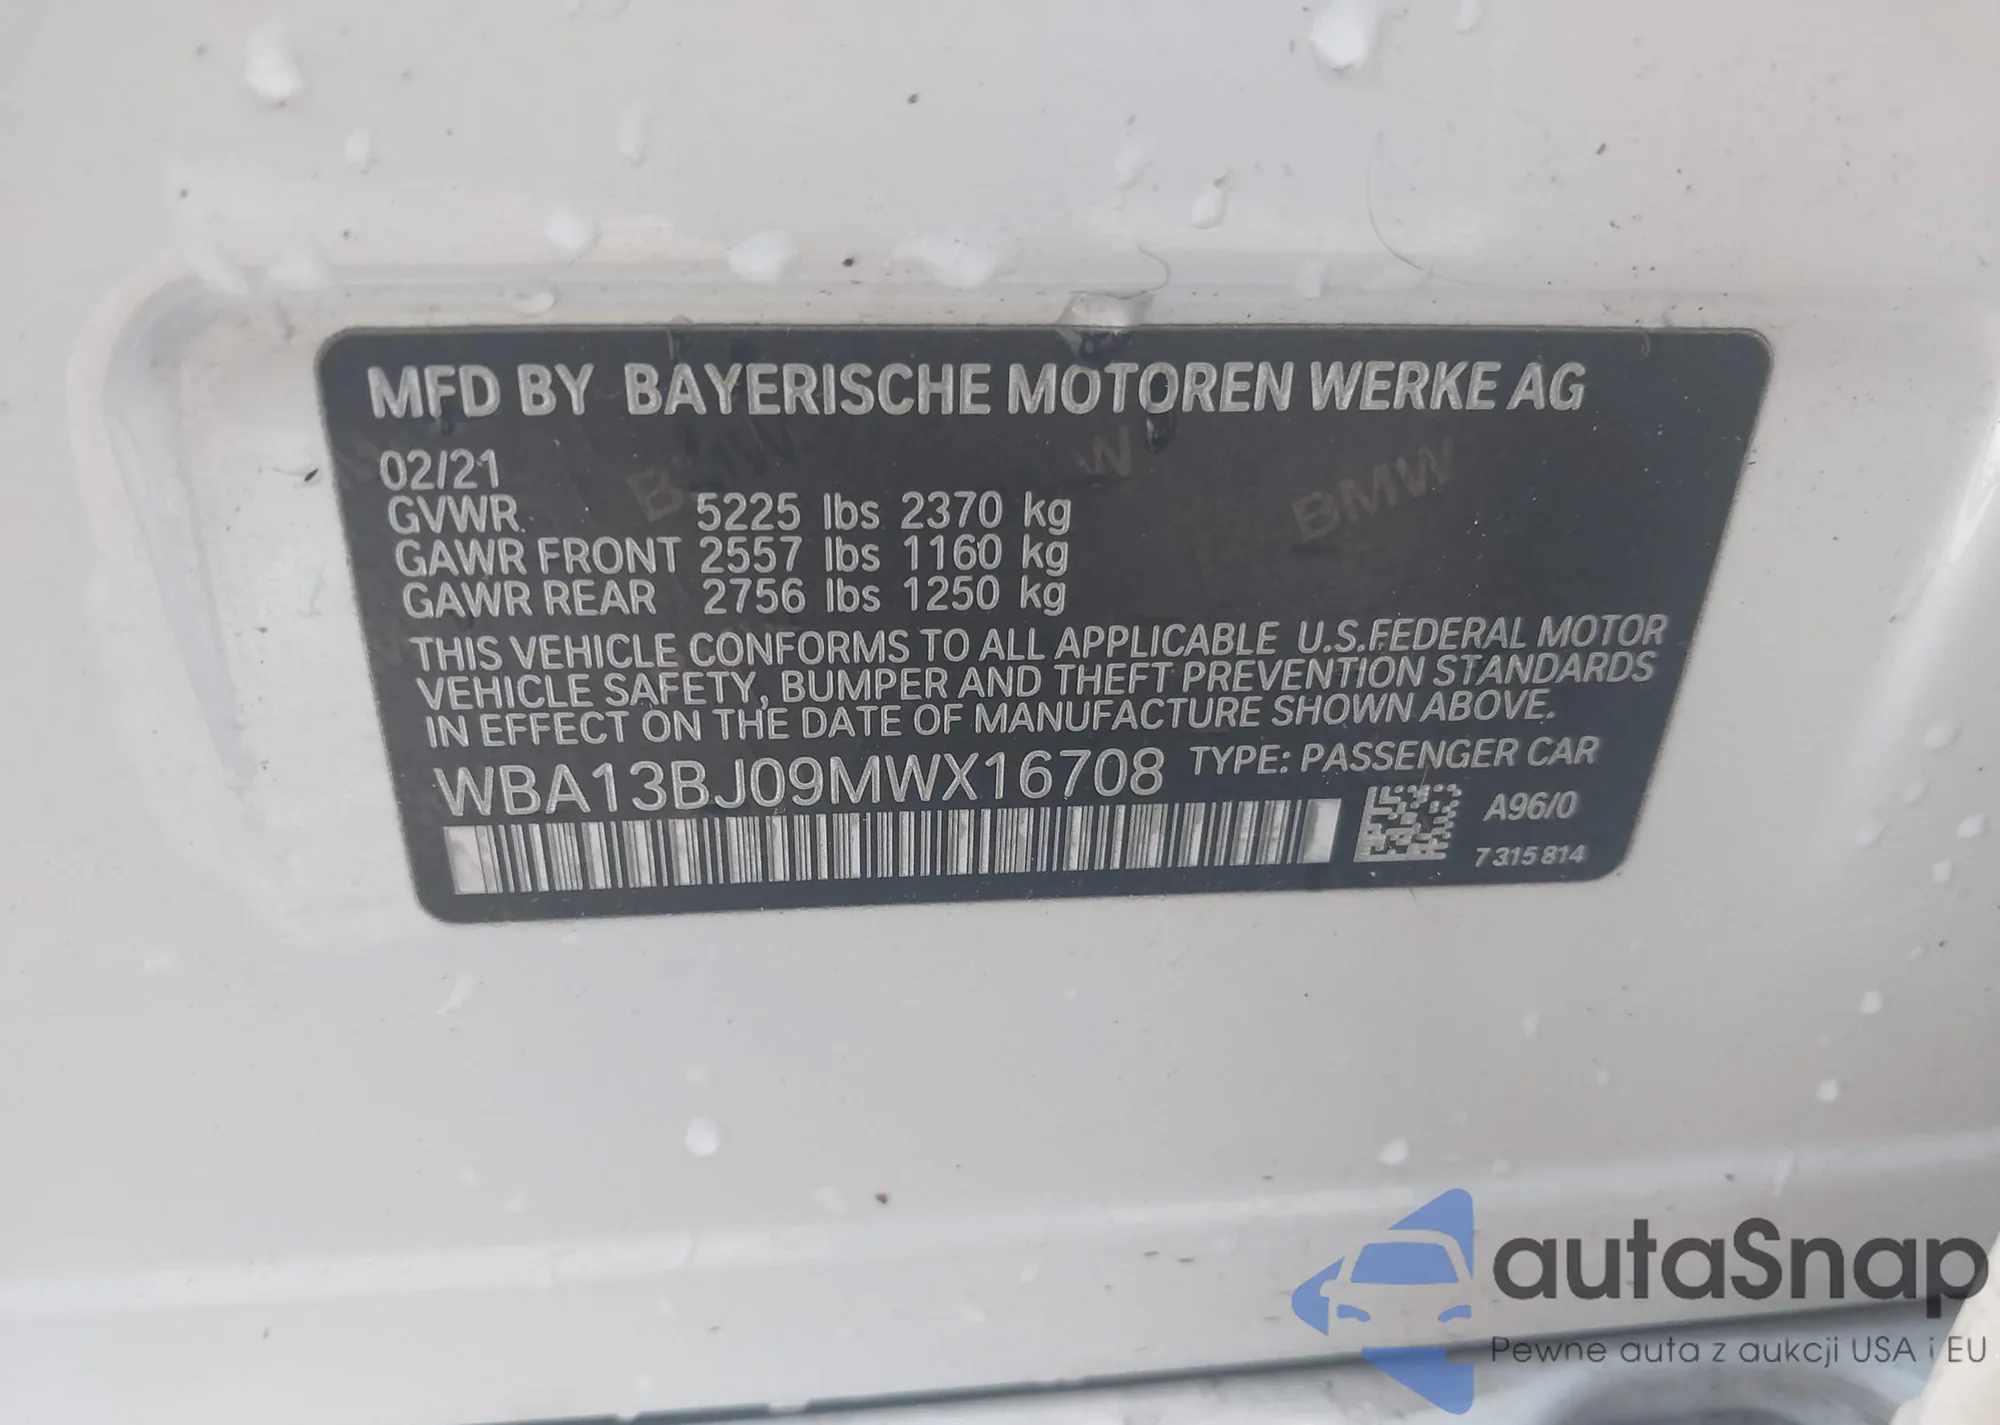 MFD BY BAYERISCHE MOTOREN WERKE AG
02/21
GVWR 5225 lbs 2370 kg
GAWR FRONT 2557 lbs 1160 kg
GAWR REAR 2756 lbs 1250 kg
THIS VEHICLE CONFORMS TO ALL APPLICABLE U.S.FEDERAL MOTOR
VEHICLE SAFETY, BUMPER AND THEFT PREVENTION STANDARDS
IN EFFECT ON THE DATE OF MANUFACTURE SHOWN ABOVE.
WBA13BJ09MWX16708 TYPE: PASSENGER CAR
A96/0
7315814
BMW
BMW
autaSnap
Pewne auta z aukcji USA i EU